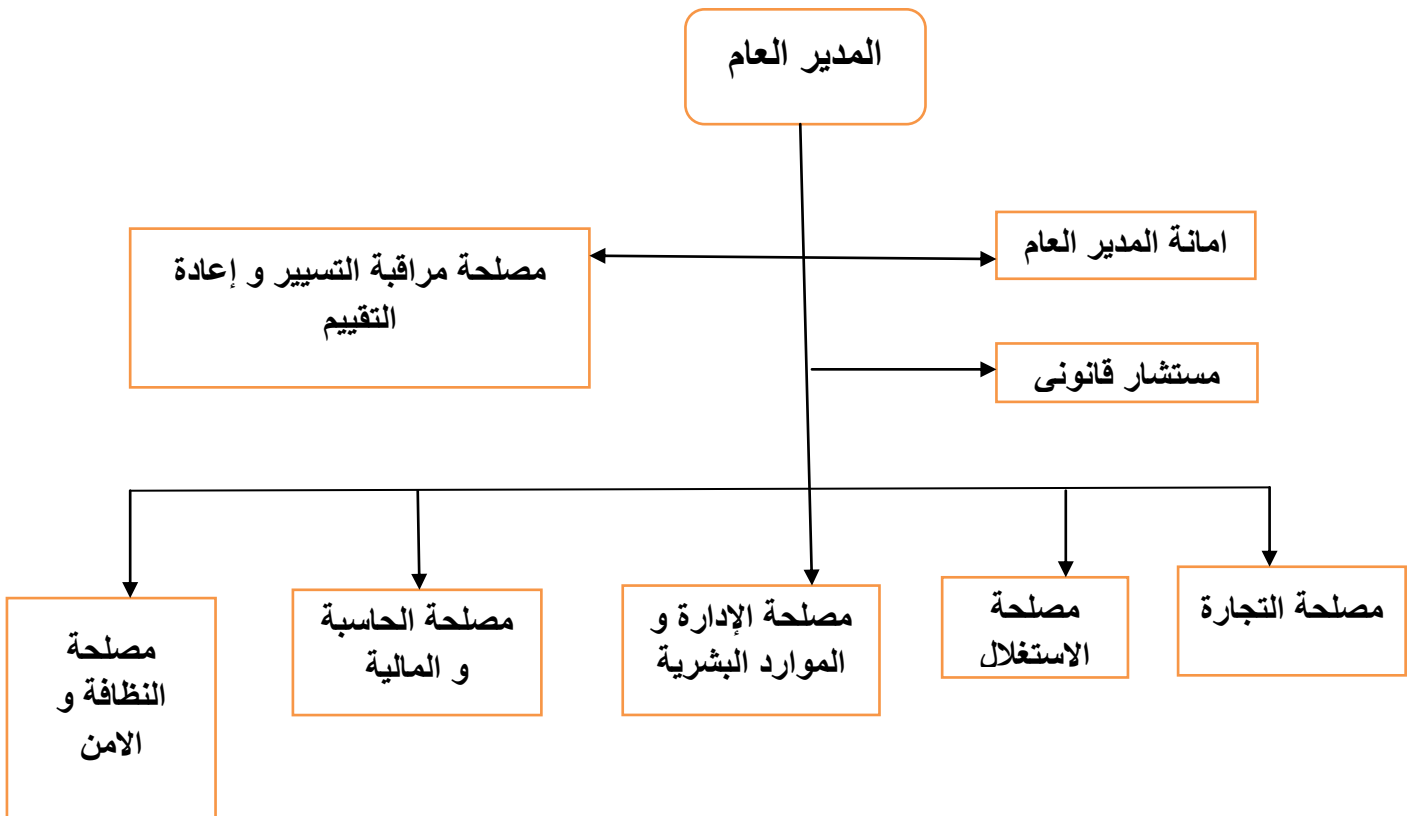 المدير العام
امانة المدير العام
مصلحة مراقبة التسيير و إعادة
التقييم
مستشار قانونى
مصلحة التجارة
مصلحة
الاستغلال
مصلحة الإدارة و
الموارد البشرية
مصلحة الحاسبة
و المالية
مصلحة
النظافة و
الامن